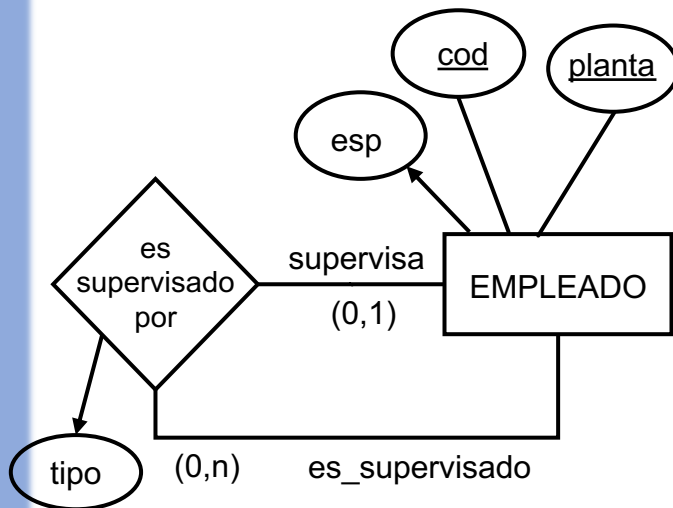 cod
planta
esp
es
supervisado
por
supervisa
(0,1)
EMPLEADO
tipo
(0,n)
es_supervisado